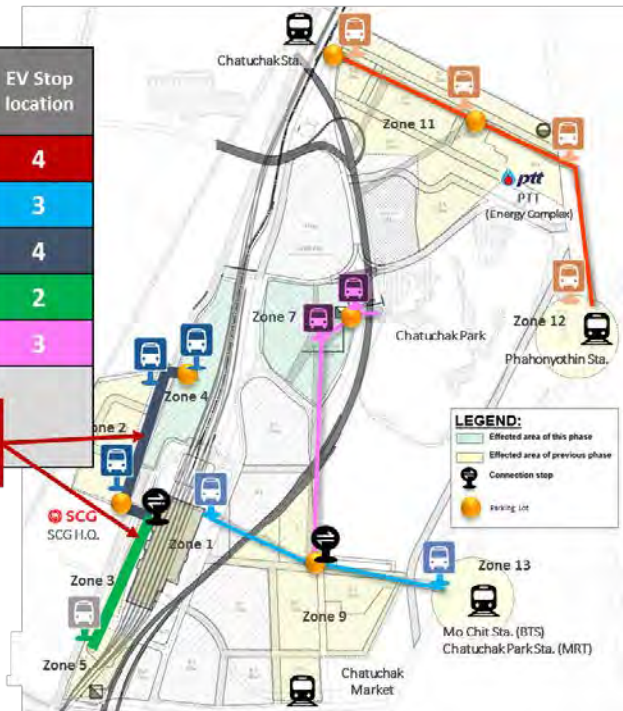 EV Stop
location
4
3
4
2
3
Chatuchak Sta.
Zone 11
ptt
PTT
(Energy Complex)
Zone 7
Chatuchak Park
Zone 12
Phahonyothin Sta.
Zone 4
one 2
LEGEND:
Effected area of this phase
Effected area of previous phase
Connection stop
Parking Lot
SCG
SCG H.Q.
Zone 1
Zone 3
Zone 13
Zone 9
Mo Chit Sta. (BTS)
Chatuchak Park Sta. (MRT)
Zone 5
Chatuchak
Market